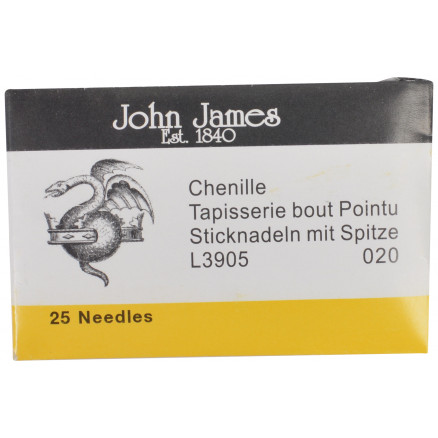 John James
Est. 1840
Chenille
Tapisserie bout Pointu
Sticknadeln mit Spitze
L3905 020
25 Needles